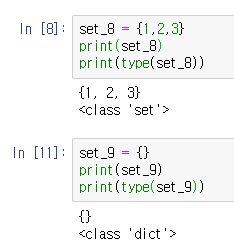 In [8]: set_8 = {1,2,3}
print(set_8)
print(type(set_8))
{1, 2, 3}
<class 'set'>
In [11]: set_9 = {}
print(set_9)
print(type(set_9))
{}
<class 'dict'>